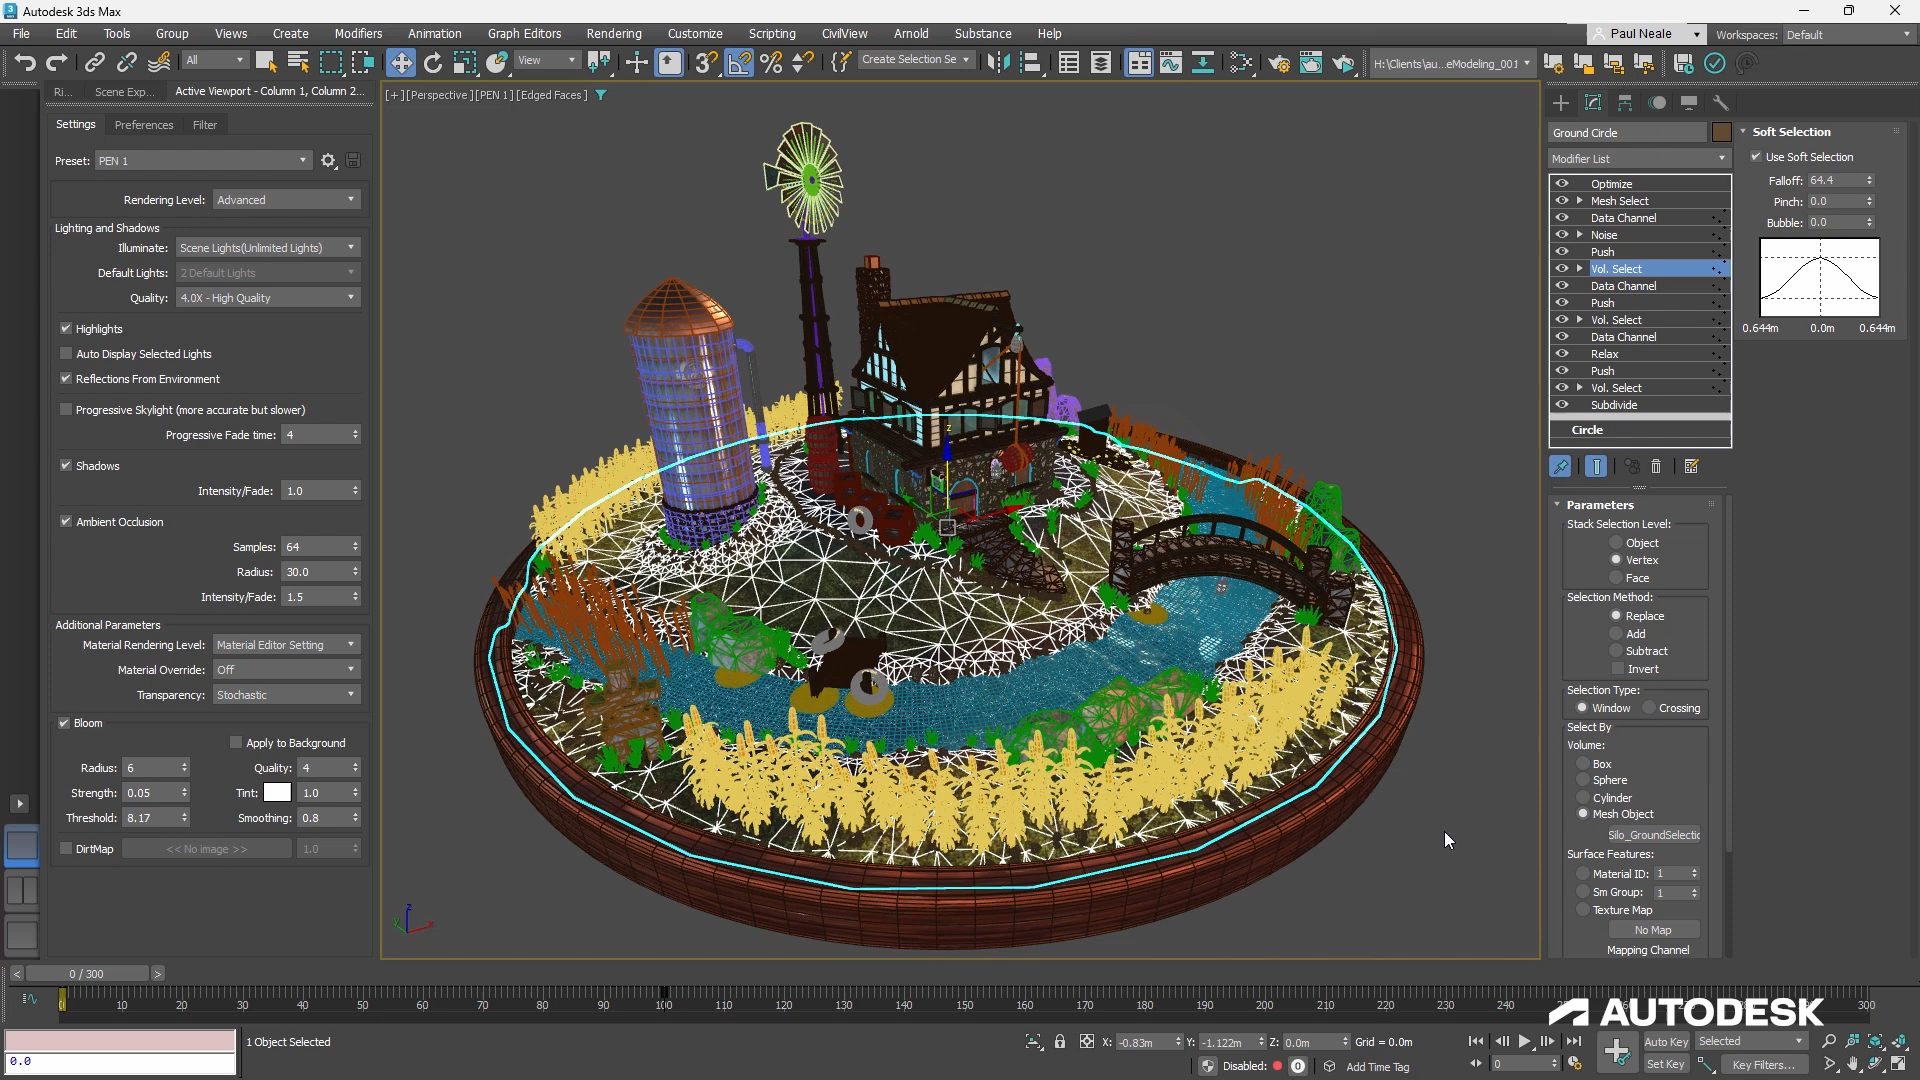 Autodesk 3ds Max
File Edit Tools Group Views Create Modifiers Animation Graph Editors Rendering Customize Scripting CivilView Arnold Substance Help
Paul Neale Workspaces: Default
All View Create Selection Se H:\Clients\au...eModeling_001
Ri... Scene Exp... Active Viewport - Column 1, Column 2...
[+][Perspective][PEN 1][Edged Faces]
Settings Preferences Filter
Preset: PEN 1
Rendering Level: Advanced
Lighting and Shadows
Illuminate: Scene Lights(Unlimited Lights)
Default Lights: 2 Default Lights
Quality: 4.0X - High Quality
Highlights
Auto Display Selected Lights
Reflections From Environment
Progressive Skylight (more accurate but slower)
Progressive Fade time: 4
Shadows
Intensity/Fade: 1.0
Ambient Occlusion
Samples: 64
Radius: 30.0
Intensity/Fade: 1.5
Additional Parameters
Material Rendering Level: Material Editor Setting
Material Override: Off
Transparency: Stochastic
Bloom
Apply to Background
Radius: 6 Quality: 4
Strength: 0.05 Tint: 1.0
Threshold: 8.17 Smoothing: 0.8
DirtMap << No image >> 1.0
Ground Circle
Modifier List
Optimize
Mesh Select
Data Channel
Noise
Push
Vol. Select
Data Channel
Push
Vol. Select
Data Channel
Relax
Push
Vol. Select
Subdivide
Circle
Soft Selection
Use Soft Selection
Falloff: 64.4
Pinch: 0.0
Bubble: 0.0
0.644m 0.0m 0.644m
Parameters
Stack Selection Level:
Object
Vertex
Face
Selection Method:
Replace
Add
Subtract
Invert
Selection Type:
Window Crossing
Select By
Volume:
Box
Sphere
Cylinder
Mesh Object
Silo_GroundSelectic
Surface Features:
Material ID: 1
Sm Group: 1
Texture Map
No Map
Mapping Channel
z
z x
< 0 / 300 >
0 10 20 30 40 50 60 70 80 90 100 110 120 130 140 150 160 170 180 190 200 210 220 230 240 300
AUTODESK
0.0
1 Object Selected
X: -0.83m Y: -1.122m Z: 0.0m Grid = 0.0m
Disabled: 0 Add Time Tag
0
Auto Key Selected
Set Key Key Filters...